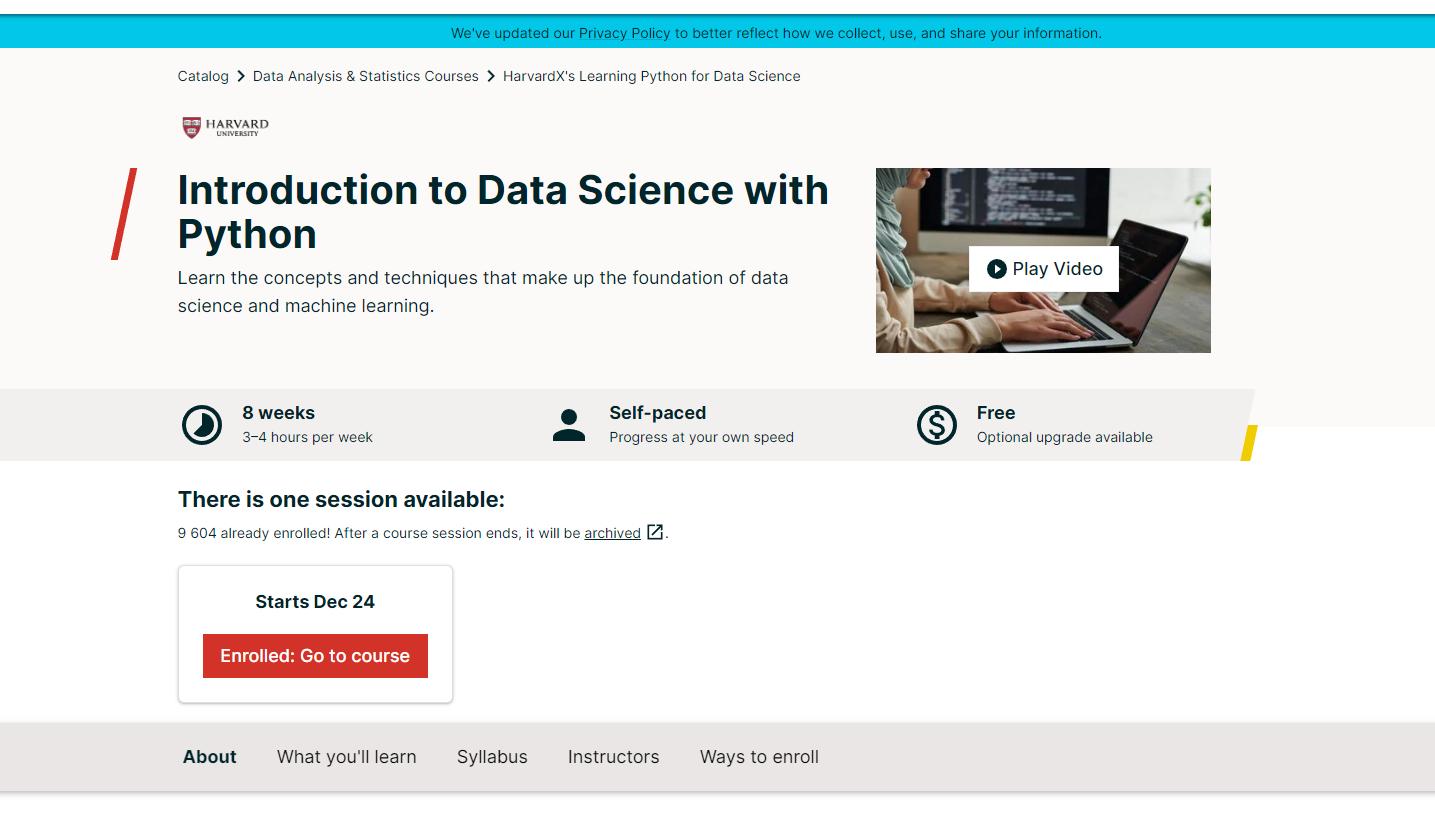 We've updated our Privacy Policy to better reflect how we collect, use, and share your information.
Catalog
Data Analysis & Statistics Courses
HarvardX's Learning Python for Data Science
HARVARD
UNIVERSITY
Introduction to Data Science with
Python
Learn the concepts and techniques that make up the foundation of data
science and machine learning.
Play Video
8 weeks
3–4 hours per week
Self-paced
Progress at your own speed
Free
Optional upgrade available
There is one session available:
9 604 already enrolled! After a course session ends, it will be archived.
Starts Dec 24
Enrolled: Go to course
About
What you'll learn
Syllabus
Instructors
Ways to enroll